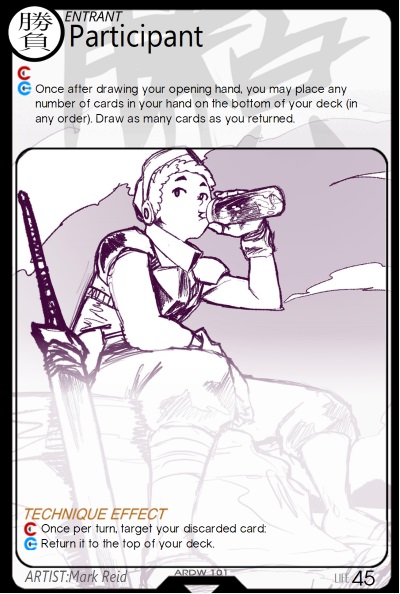 勝負
ENTRANT
Participant
C
C Once after drawing your opening hand, you may place any
number of cards in your hand on the bottom of your deck (in
any order). Draw as many cards as you returned.
TECHNIQUE EFFECT
C Once per turn, target your discarded card:
C Return it to the top of your deck.
ARTIST:Mark Reid
ARDW 101
LIFE 45